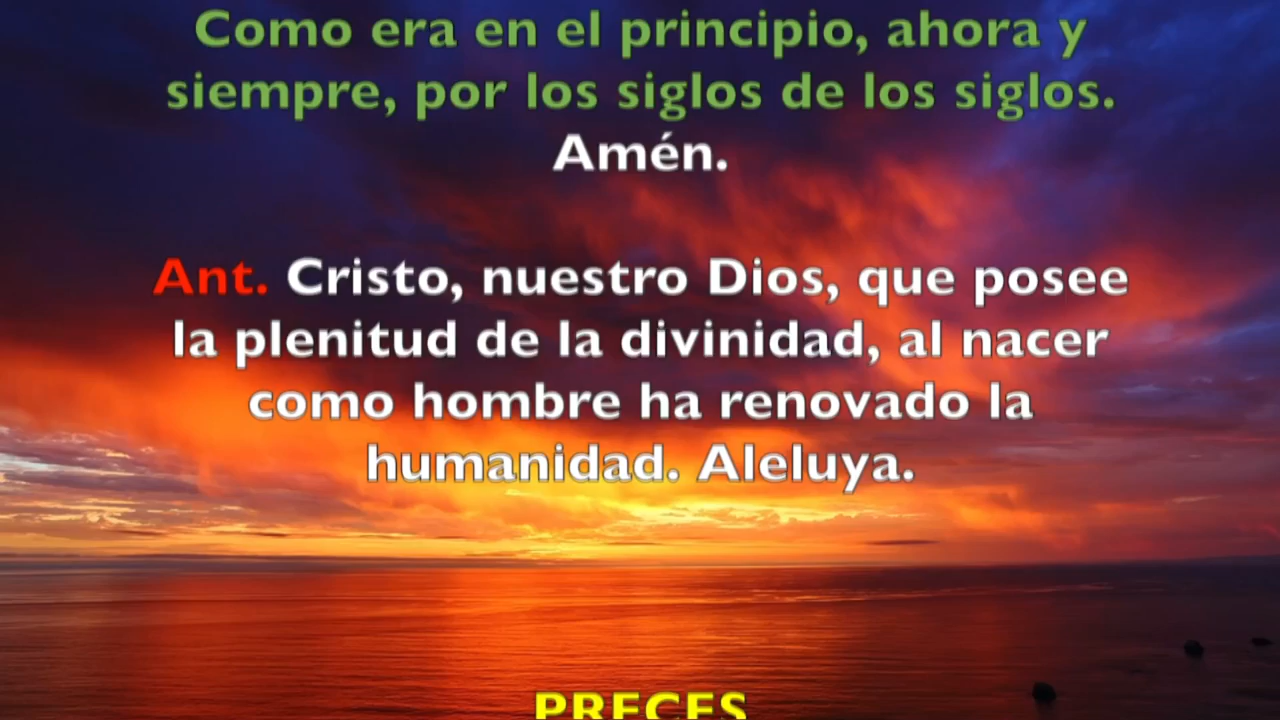 Como era en el principio, ahora y
siempre, por los siglos de los siglos.
Amén.
Ant. Cristo, nuestro Dios, que posee
la plenitud de la divinidad, al nacer
como hombre ha renovado la
humanidad. Aleluya.
PRECES